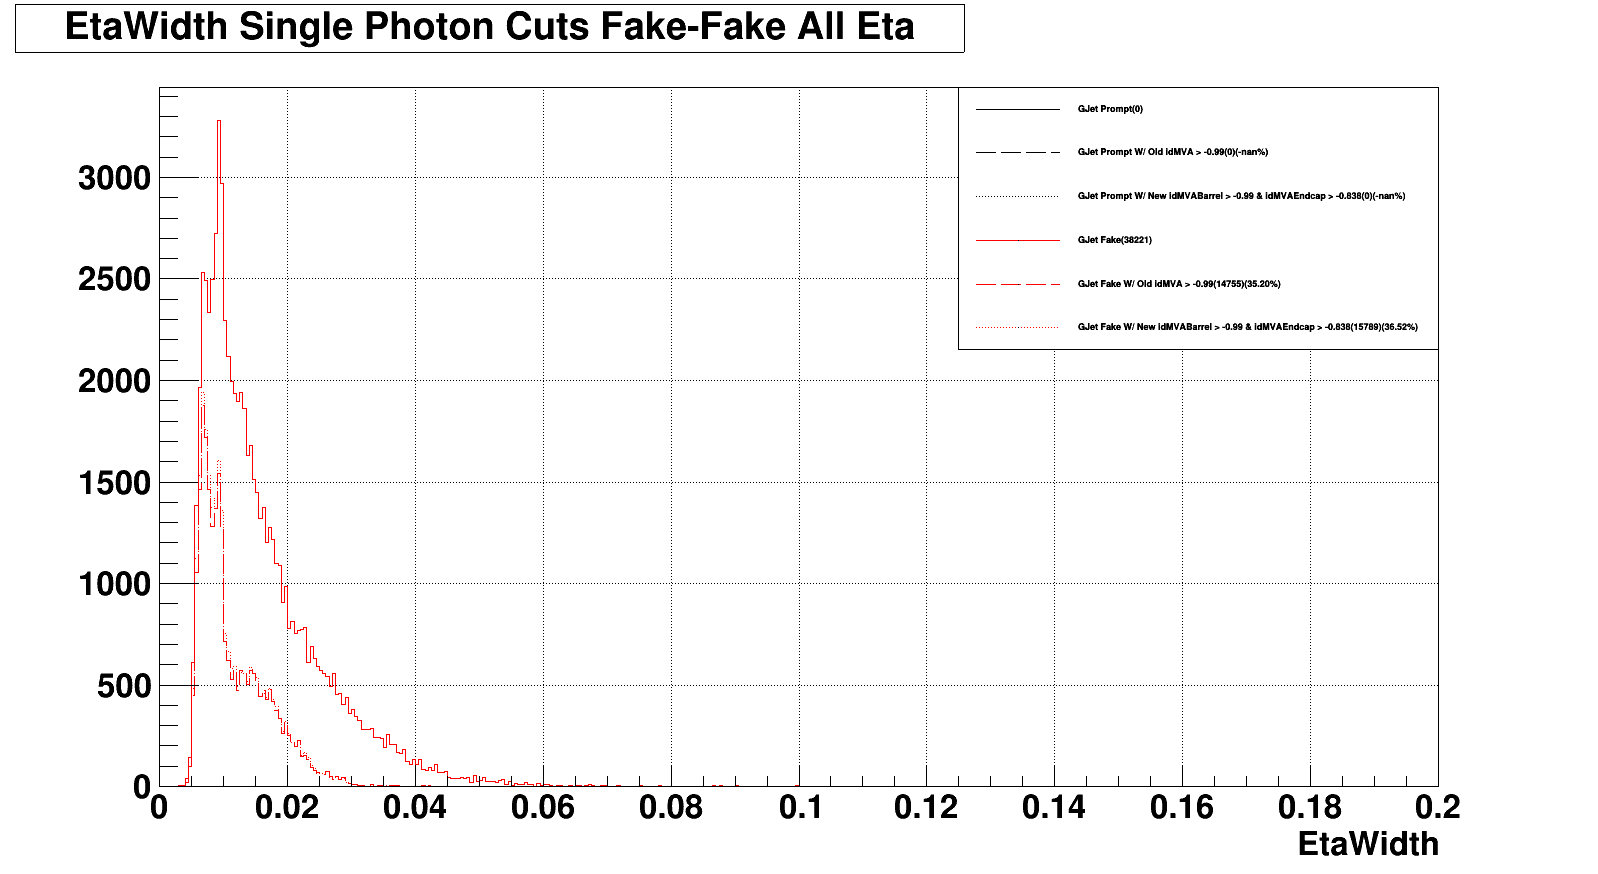 EtaWidth Single Photon Cuts Fake-Fake All Eta
GJet Prompt(0)
GJet Prompt W/ Old idMVA > -0.99(0)(-nan%)
GJet Prompt W/ New idMVABarrel > -0.99 & idMVAEndcap > -0.838(0)(-nan%)
GJet Fake(38221)
GJet Fake W/ Old idMVA > -0.99(14755)(35.20%)
GJet Fake W/ New idMVABarrel > -0.99 & idMVAEndcap > -0.838(15789)(36.52%)
3000
2500
2000
1500
1000
500
0
0 0.02 0.04 0.06 0.08 0.1 0.12 0.14 0.16 0.18 0.2
EtaWidth